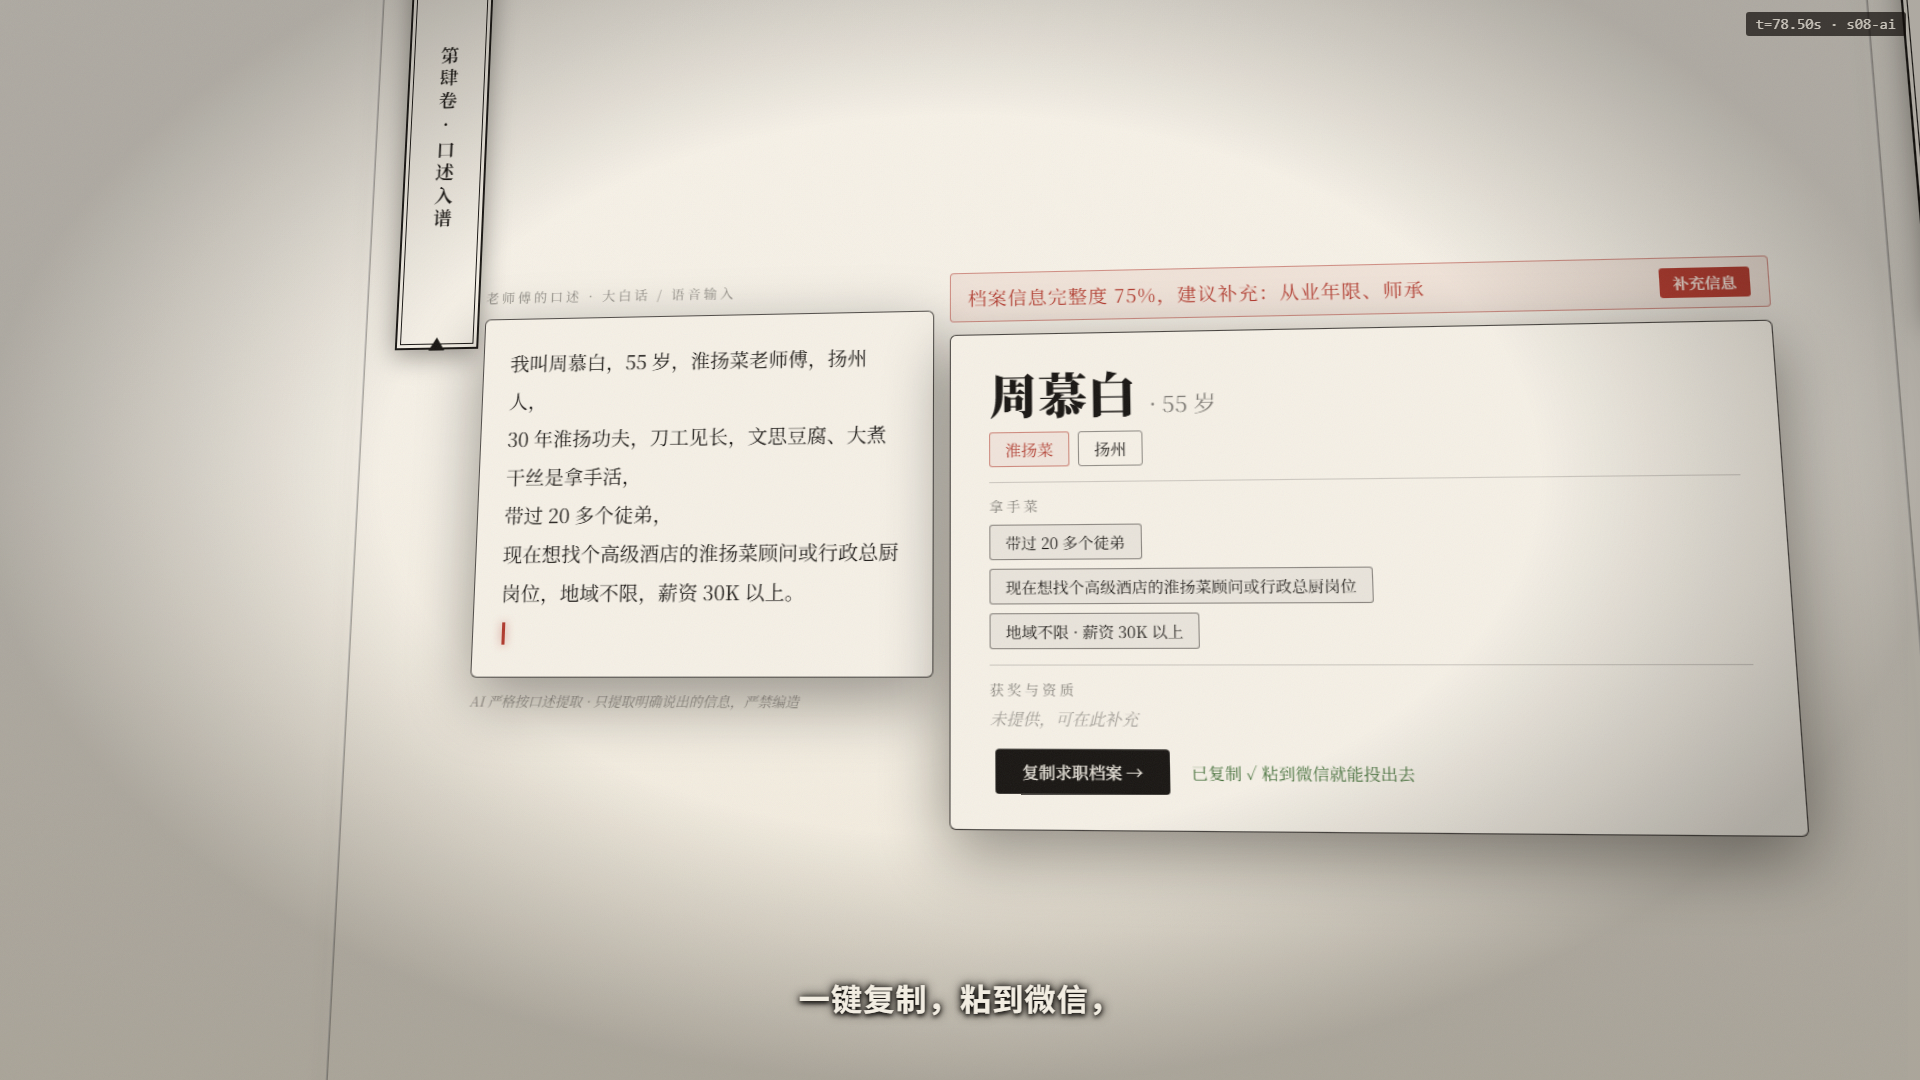 t=78.50s · s08-ai
第肆卷·口述入谱
老师傅的口述 · 大白话 / 语音输入
我叫周慕白，55 岁，淮扬菜老师傅，扬州
人，
30 年淮扬功夫，刀工见长，文思豆腐、大煮
干丝是拿手活，
带过 20 多个徒弟，
现在想找个高级酒店的淮扬菜顾问或行政总厨
岗位，地域不限，薪资 30K 以上。
AI 严格按口述提取 · 只提取明确说出的信息，严禁编造
档案信息完整度 75%，建议补充：从业年限、师承
补充信息
周慕白 · 55 岁
淮扬菜 扬州
拿手菜
带过 20 多个徒弟
现在想找个高级酒店的淮扬菜顾问或行政总厨岗位
地域不限 · 薪资 30K 以上
获奖与资质
未提供，可在此补充
复制求职档案 →
已复制 ✓ 粘到微信就能投出去
一键复制，粘到微信，